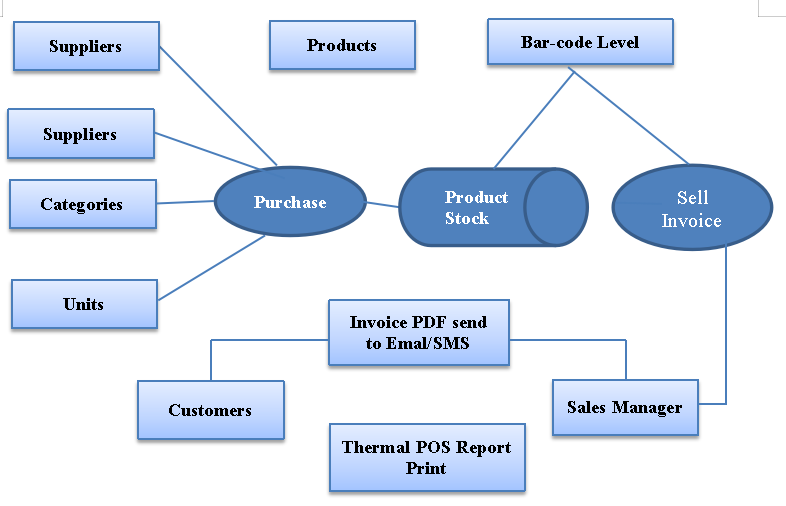 Suppliers
Products
Bar-code Level
Suppliers
Categories
Purchase
Product
Stock
Sell
Invoice
Units
Invoice PDF send
to Emal/SMS
Customers
Sales Manager
Thermal POS Report
Print